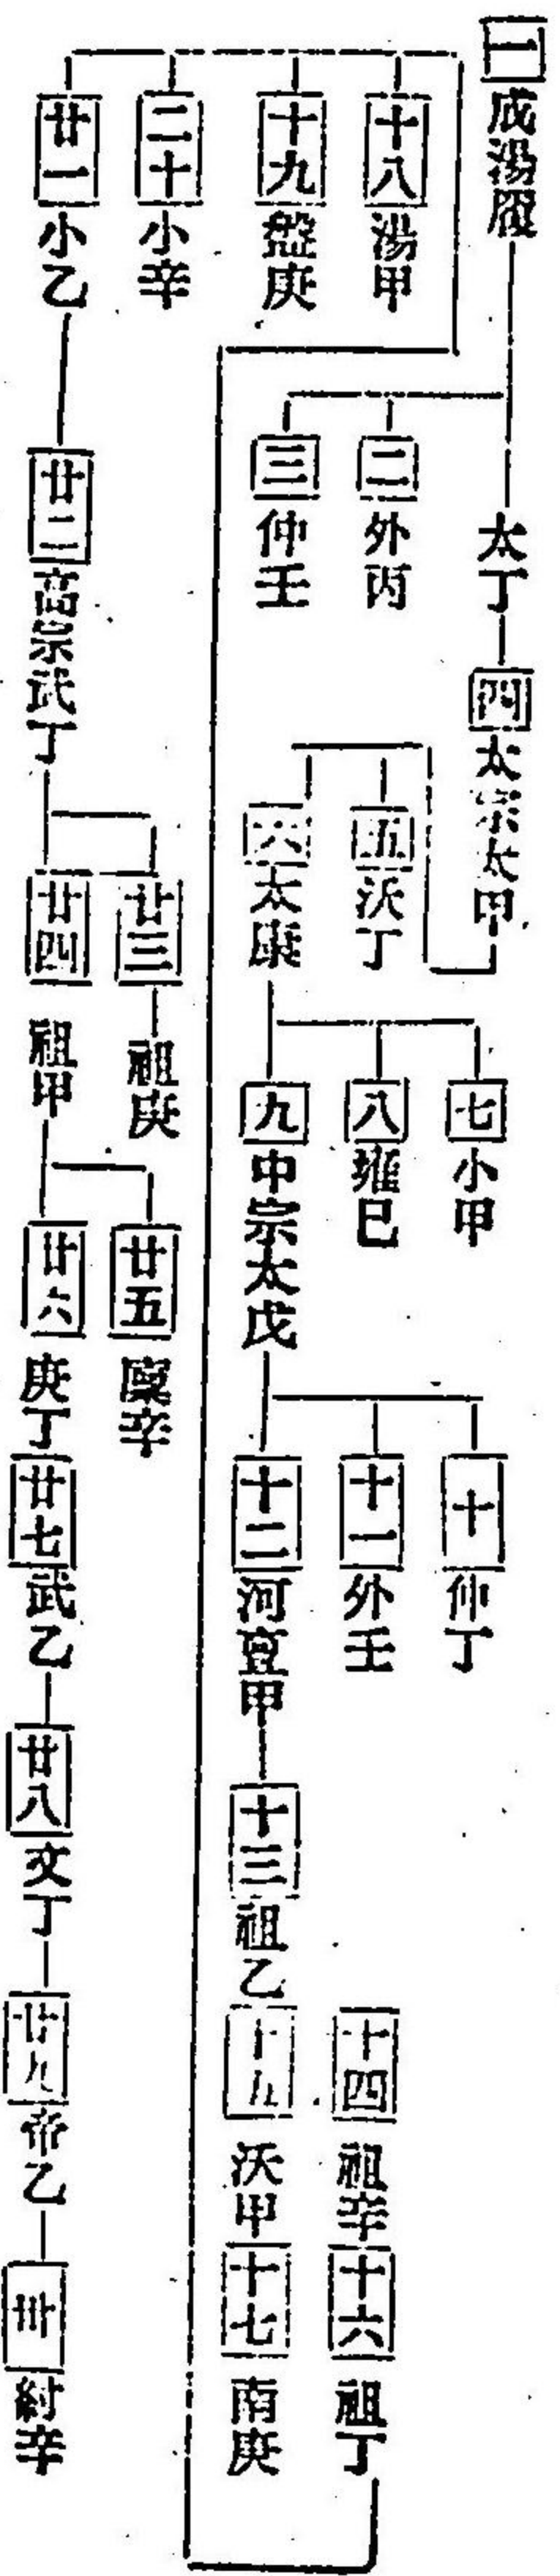 一 成湯履
太丁
四 太宗太甲
二 外丙
三 仲壬
五 沃丁
六 太康
七 小甲
八 雍巳
九 中宗太戊
十 仲丁
十一 外壬
十二 河亶甲
十三 祖乙
十四 祖辛
十六 祖丁
十五 沃甲
十七 南庚
十八 湯甲
十九 盤庚
二十 小辛
廿一 小乙
廿二 高宗武丁
廿三 祖庚
廿四 祖甲
廿五 廩辛
廿六 庚丁
廿七 武乙
廿八 文丁
廿九 帝乙
卅 紂辛